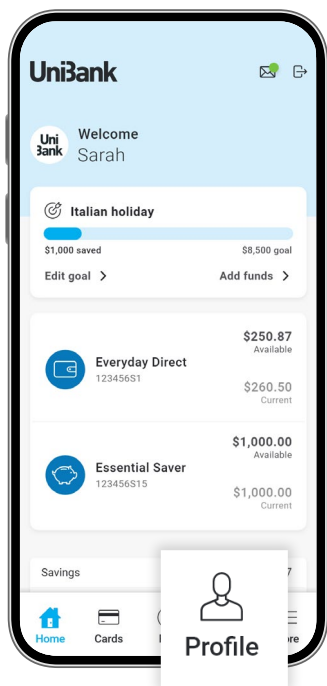 UniBank
Uni
Bank
Welcome
Sarah
Italian holiday
$1,000 saved
$8,500 goal
Edit goal
Add funds
$250.87
Available
Everyday Direct
123456S1
$260.50
Current
$1,000.00
Available
Essential Saver
123456S15
$1,000.00
Current
Savings
7
Home
Cards
Profile